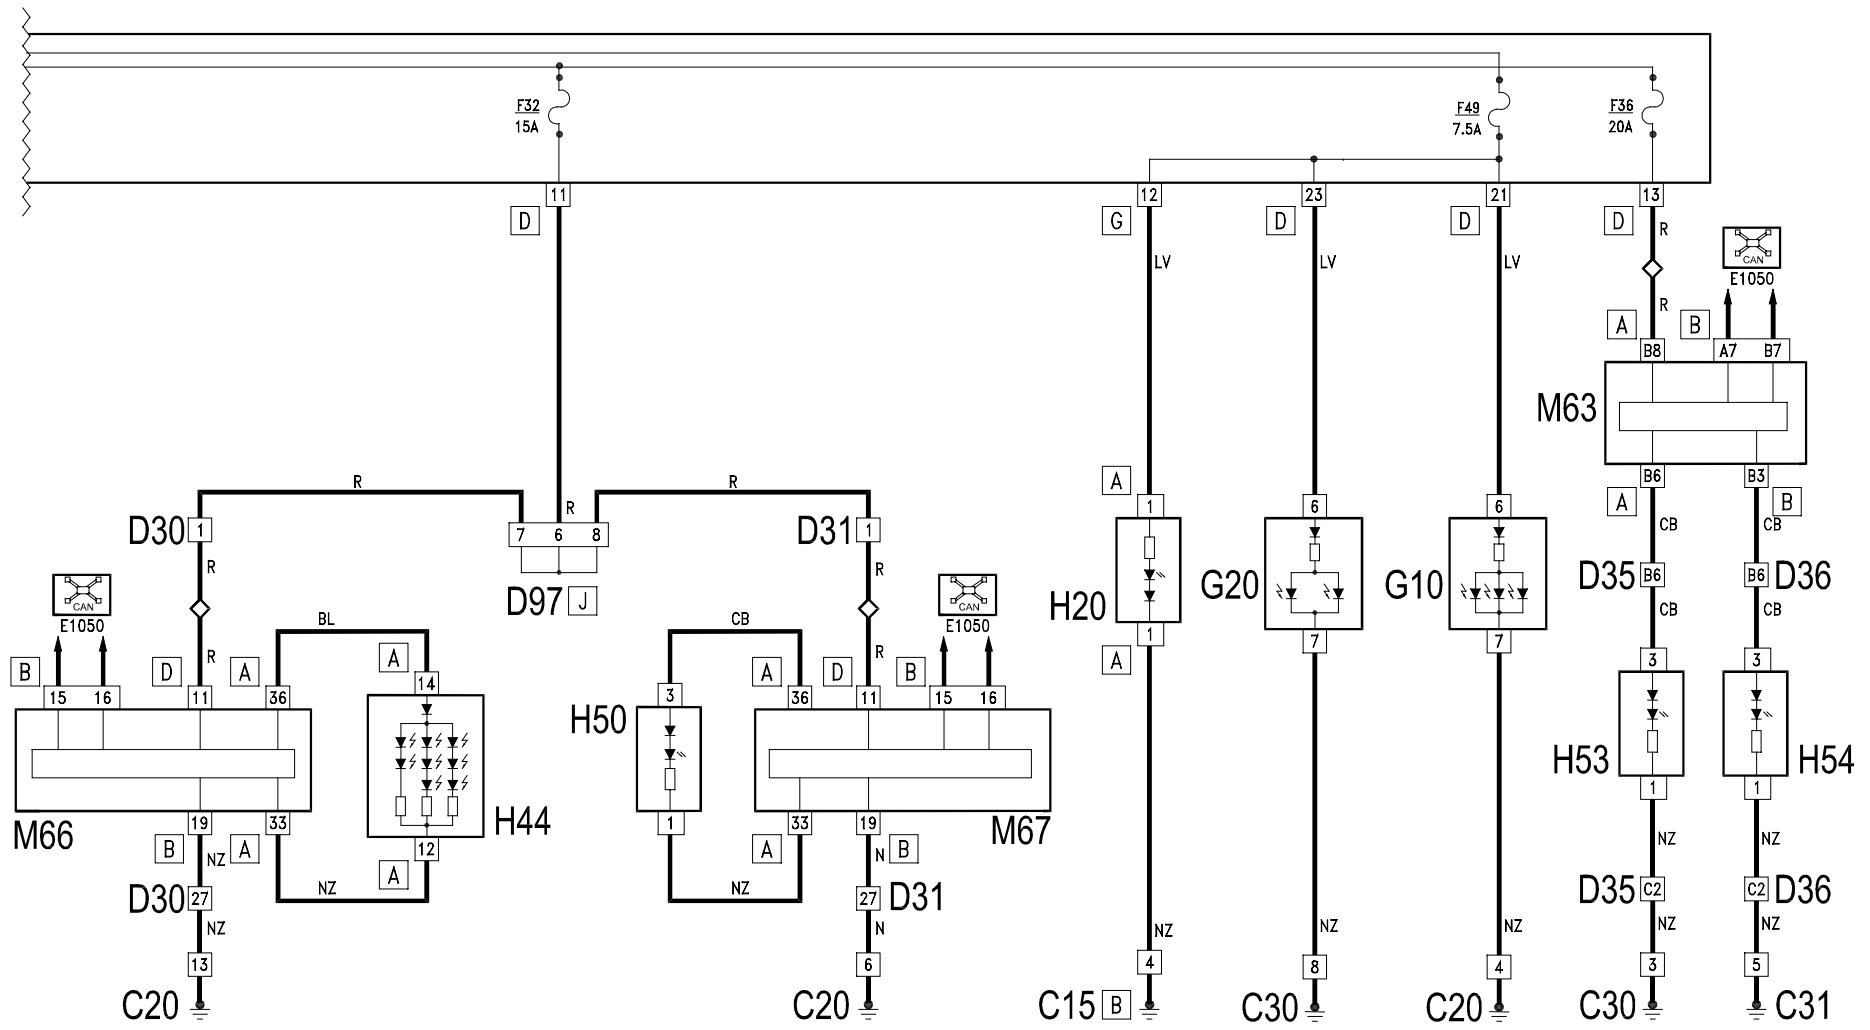 F32
15A
F49
7.5A
F36
20A
11
12
23
21
13
D
G
D
D
D
R
LV
LV
LV
CAN
E1050
R
A
B
B8
A7
B7
M63
B6
B3
A
B
R
R
R
A
1
6
6
CB
CB
D30
1
7
6
8
D31
1
R
R
D35
B6
B6
D36
CAN
E1050
D97
J
CAN
E1050
H20
G20
G10
CB
CB
BL
CB
1
7
7
A
R
R
B
D
A
A
A
D
B
3
3
15
16
11
36
14
3
36
11
15
16
H50
H53
H54
1
1
M66
19
33
H44
1
33
19
M67
B
A
12
A
B
NZ
NZ
NZ
A
N
D30
27
NZ
NZ
27
D31
D35
C2
C2
D36
NZ
N
NZ
NZ
NZ
NZ
NZ
13
6
4
8
4
3
5
C20
C20
C15
B
C30
C20
C30
C31